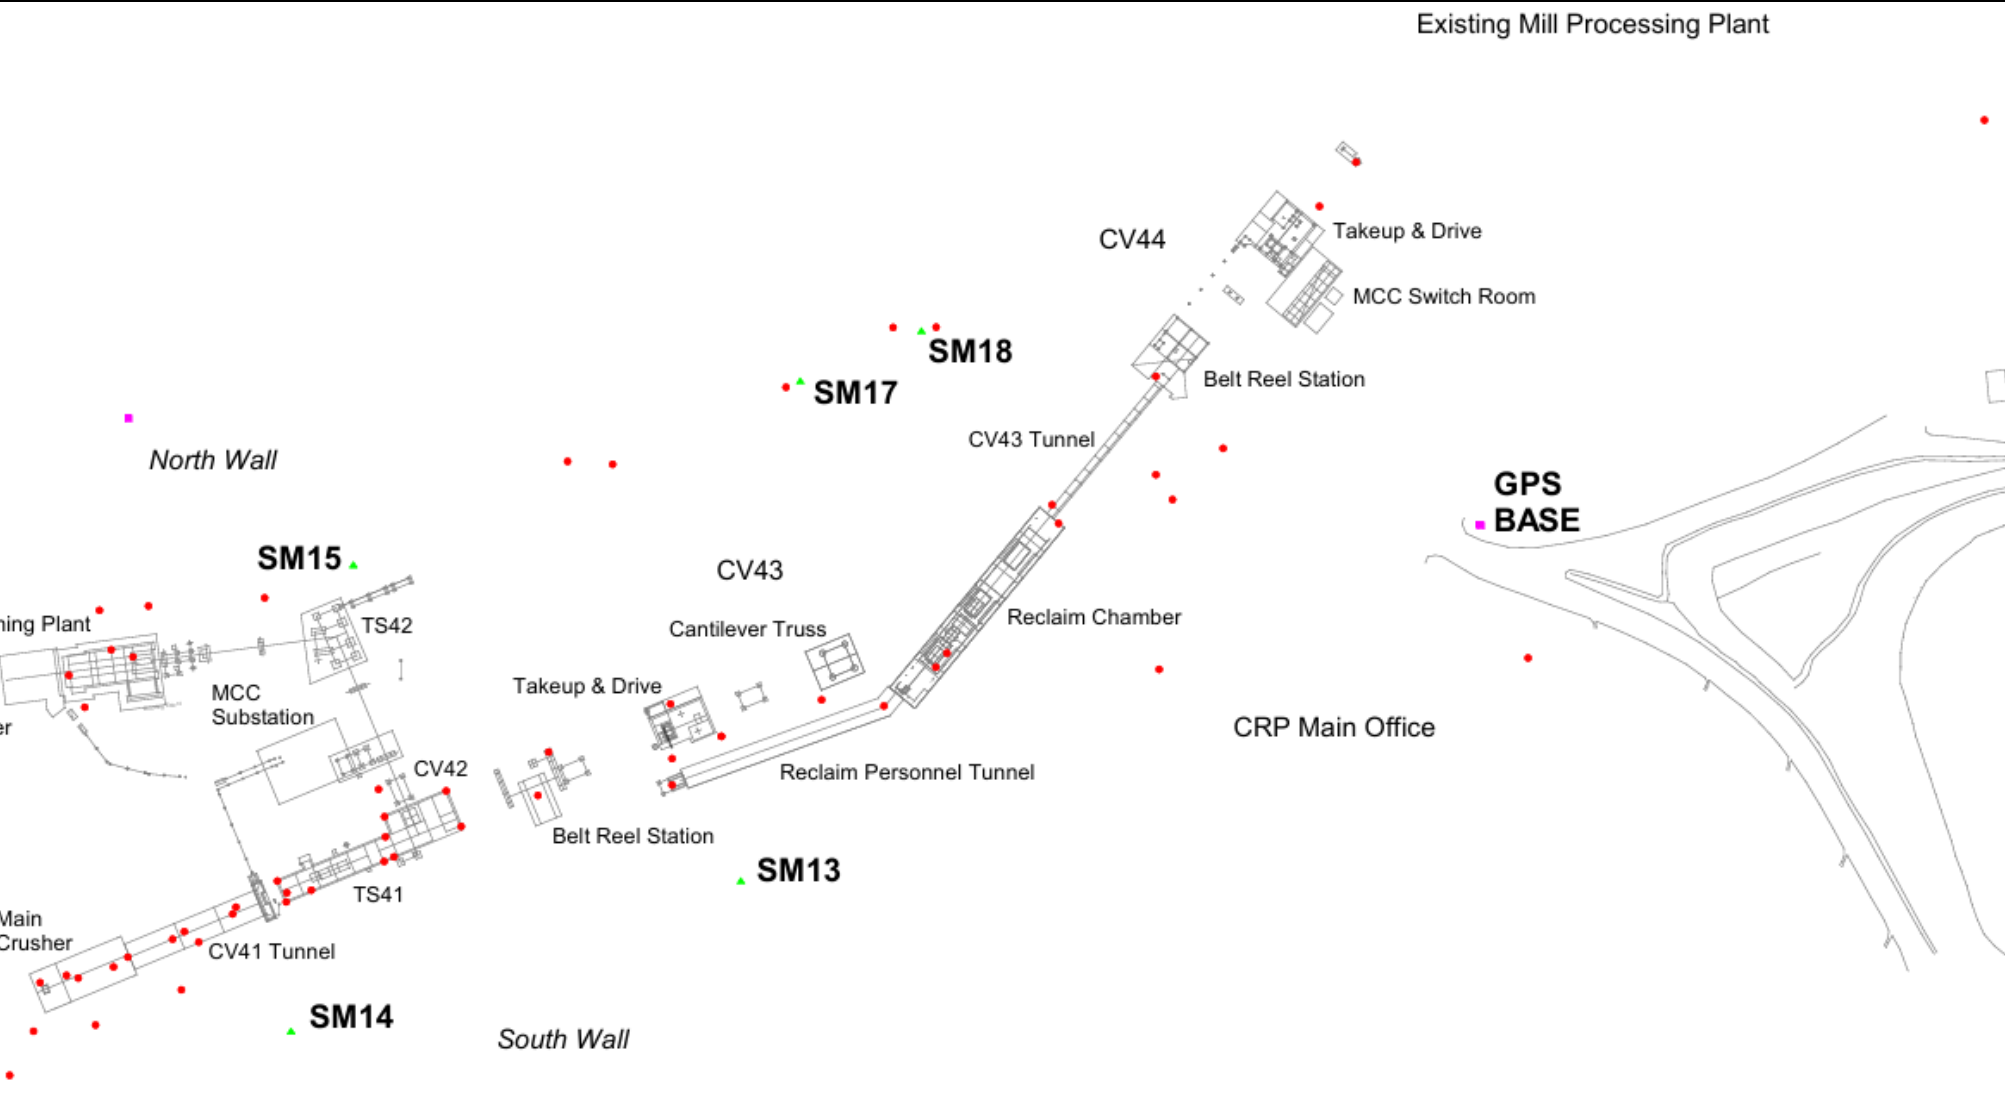 Existing Mill Processing Plant
CV44
Takeup & Drive
MCC Switch Room
SM18
SM17
Belt Reel Station
CV43 Tunnel
North Wall
GPS
BASE
SM15
CV43
ning Plant
TS42
Cantilever Truss
Reclaim Chamber
MCC
Substation
Takeup & Drive
er
CRP Main Office
CV42
Reclaim Personnel Tunnel
Belt Reel Station
SM13
TS41
Main
Crusher
CV41 Tunnel
SM14
South Wall